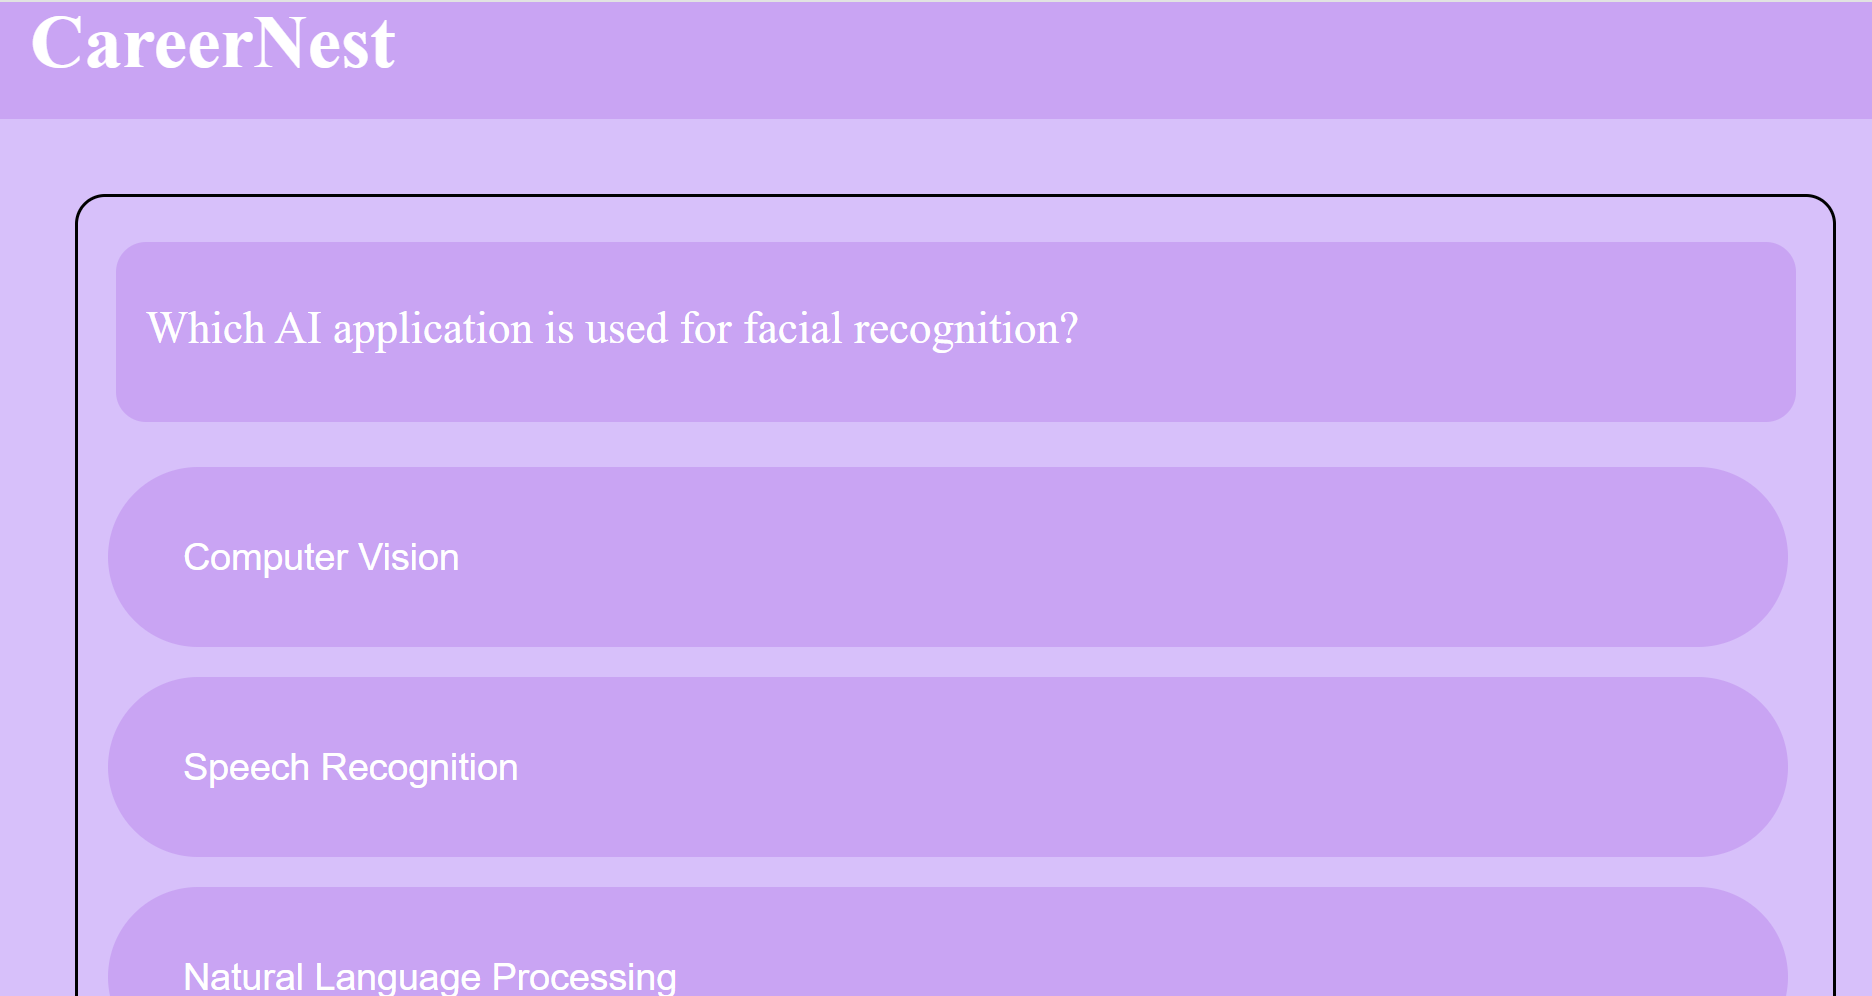 CareerNest
Which AI application is used for facial recognition?
Computer Vision
Speech Recognition
Natural Language Processing